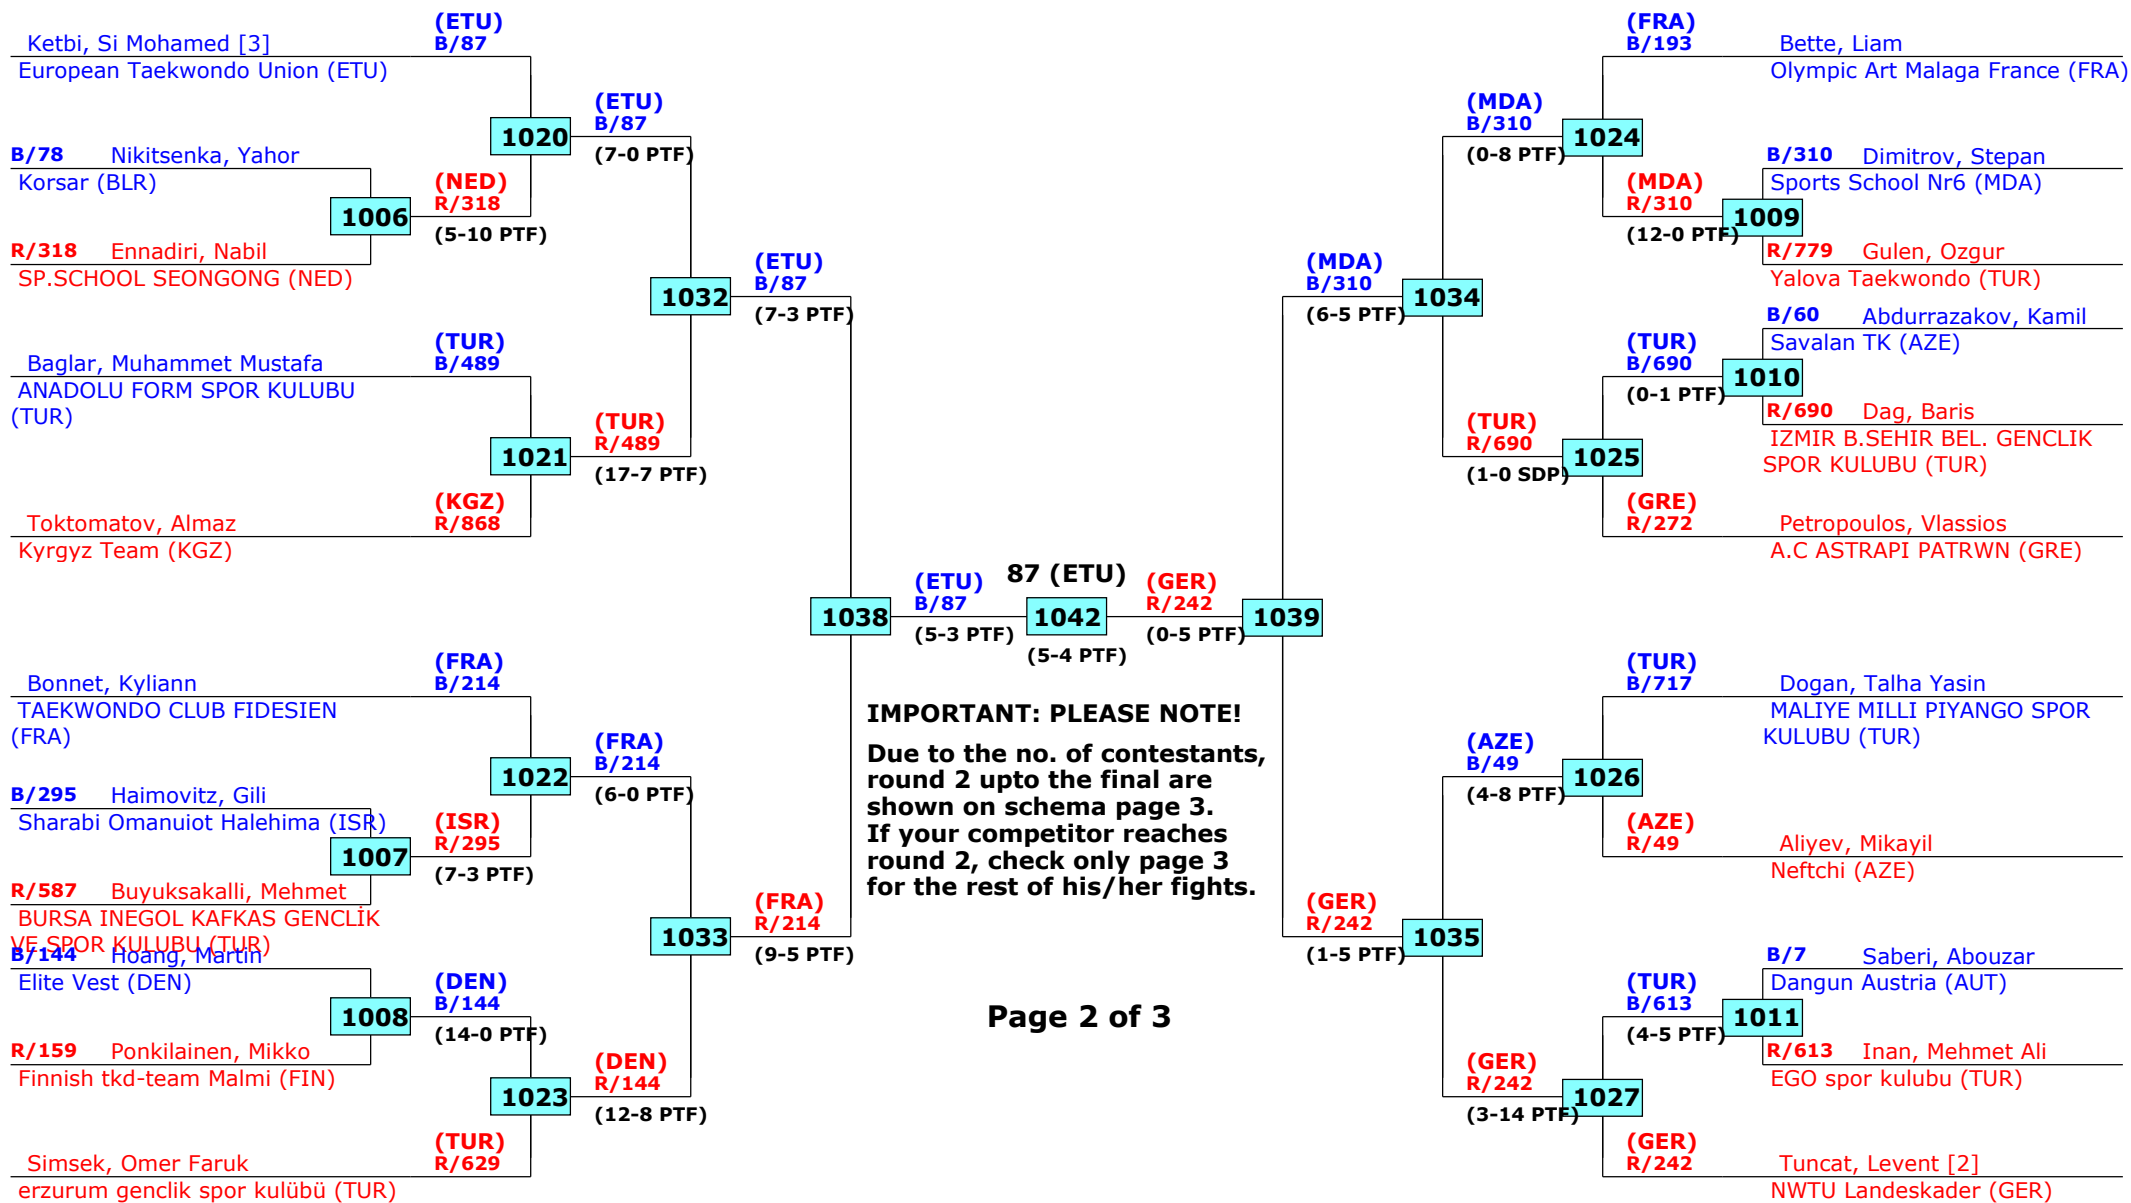 (ETU)
Ketbi, Si Mohamed [3] B/87
European Taekwondo Union (ETU)
(ETU)
B/87
1020
(7-0 PTF)
B/78 Nikitsenka, Yahor
Korsar (BLR)
(NED)
R/318
1006
(5-10 PTF)
R/318 Ennadiri, Nabil
SP.SCHOOL SEONGONG (NED)
(ETU)
B/87
1032
(7-3 PTF)
(TUR)
Baglar, Muhammet Mustafa B/489
ANADOLU FORM SPOR KULUBU
(TUR)
(TUR)
R/489
1021
(17-7 PTF)
(KGZ)
Toktomatov, Almaz R/868
Kyrgyz Team (KGZ)
(ETU)
B/87
1038
(5-3 PTF)
(FRA)
Bonnet, Kyliann B/214
TAEKWONDO CLUB FIDESIEN
(FRA)
(FRA)
B/214
1022
(6-0 PTF)
B/295 Haimovitz, Gili
Sharabi Omanuiot Halehima (ISR)
(ISR)
R/295
1007
(7-3 PTF)
R/587 Buyuksakalli, Mehmet
BURSA INEGOL KAFKAS GENCLİK
VE SPOR KULUBU (TUR)
(FRA)
R/214
1033
(9-5 PTF)
B/144 Hoang, Martin
Elite Vest (DEN)
(DEN)
B/144
1008
(14-0 PTF)
R/159 Ponkilainen, Mikko
Finnish tkd-team Malmi (FIN)
(DEN)
R/144
1023
(12-8 PTF)
(TUR)
Simsek, Omer Faruk R/629
erzurum genclik spor kulübü (TUR)
87 (ETU)
1042
(5-4 PTF)
IMPORTANT: PLEASE NOTE!
Due to the no. of contestants,
round 2 upto the final are
shown on schema page 3.
If your competitor reaches
round 2, check only page 3
for the rest of his/her fights.
Page 2 of 3
(FRA)
B/193 Bette, Liam
Olympic Art Malaga France (FRA)
(MDA)
B/310
1024
(0-8 PTF)
B/310 Dimitrov, Stepan
Sports School Nr6 (MDA)
(MDA)
R/310
1009
(12-0 PTF)
R/779 Gulen, Ozgur
Yalova Taekwondo (TUR)
(MDA)
B/310
1034
(6-5 PTF)
B/60 Abdurrazakov, Kamil
Savalan TK (AZE)
(TUR)
B/690
1010
(0-1 PTF)
R/690 Dag, Baris
IZMIR B.SEHIR BEL. GENCLIK
SPOR KULUBU (TUR)
(TUR)
R/690
1025
(1-0 SDP)
(GRE)
R/272 Petropoulos, Vlassios
A.C ASTRAPI PATRWN (GRE)
(GER)
R/242
1039
(0-5 PTF)
(TUR)
B/717 Dogan, Talha Yasin
MALIYE MILLI PIYANGO SPOR
KULUBU (TUR)
(AZE)
B/49
1026
(4-8 PTF)
(AZE)
R/49 Aliyev, Mikayil
Neftchi (AZE)
(GER)
R/242
1035
(1-5 PTF)
B/7 Saberi, Abouzar
Dangun Austria (AUT)
(TUR)
B/613
1011
(4-5 PTF)
R/613 Inan, Mehmet Ali
EGO spor kulubu (TUR)
(GER)
R/242
1027
(3-14 PTF)
(GER)
R/242 Tuncat, Levent [2]
NWTU Landeskader (GER)